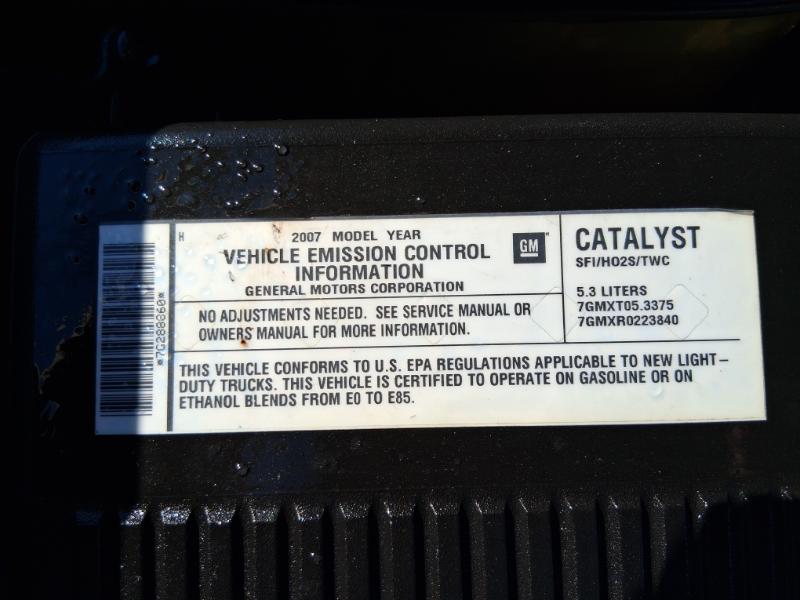 H
2007 MODEL YEAR
VEHICLE EMISSION CONTROL
INFORMATION
GENERAL MOTORS CORPORATION
GM
NO ADJUSTMENTS NEEDED. SEE SERVICE MANUAL OR
OWNERS MANUAL FOR MORE INFORMATION.
CATALYST
SFI/HO2S/TWC
5.3 LITERS
7GMXT05.3375
7GMXR0223840
THIS VEHICLE CONFORMS TO U.S. EPA REGULATIONS APPLICABLE TO NEW LIGHT-
DUTY TRUCKS. THIS VEHICLE IS CERTIFIED TO OPERATE ON GASOLINE OR ON
ETHANOL BLENDS FROM E0 TO E85.